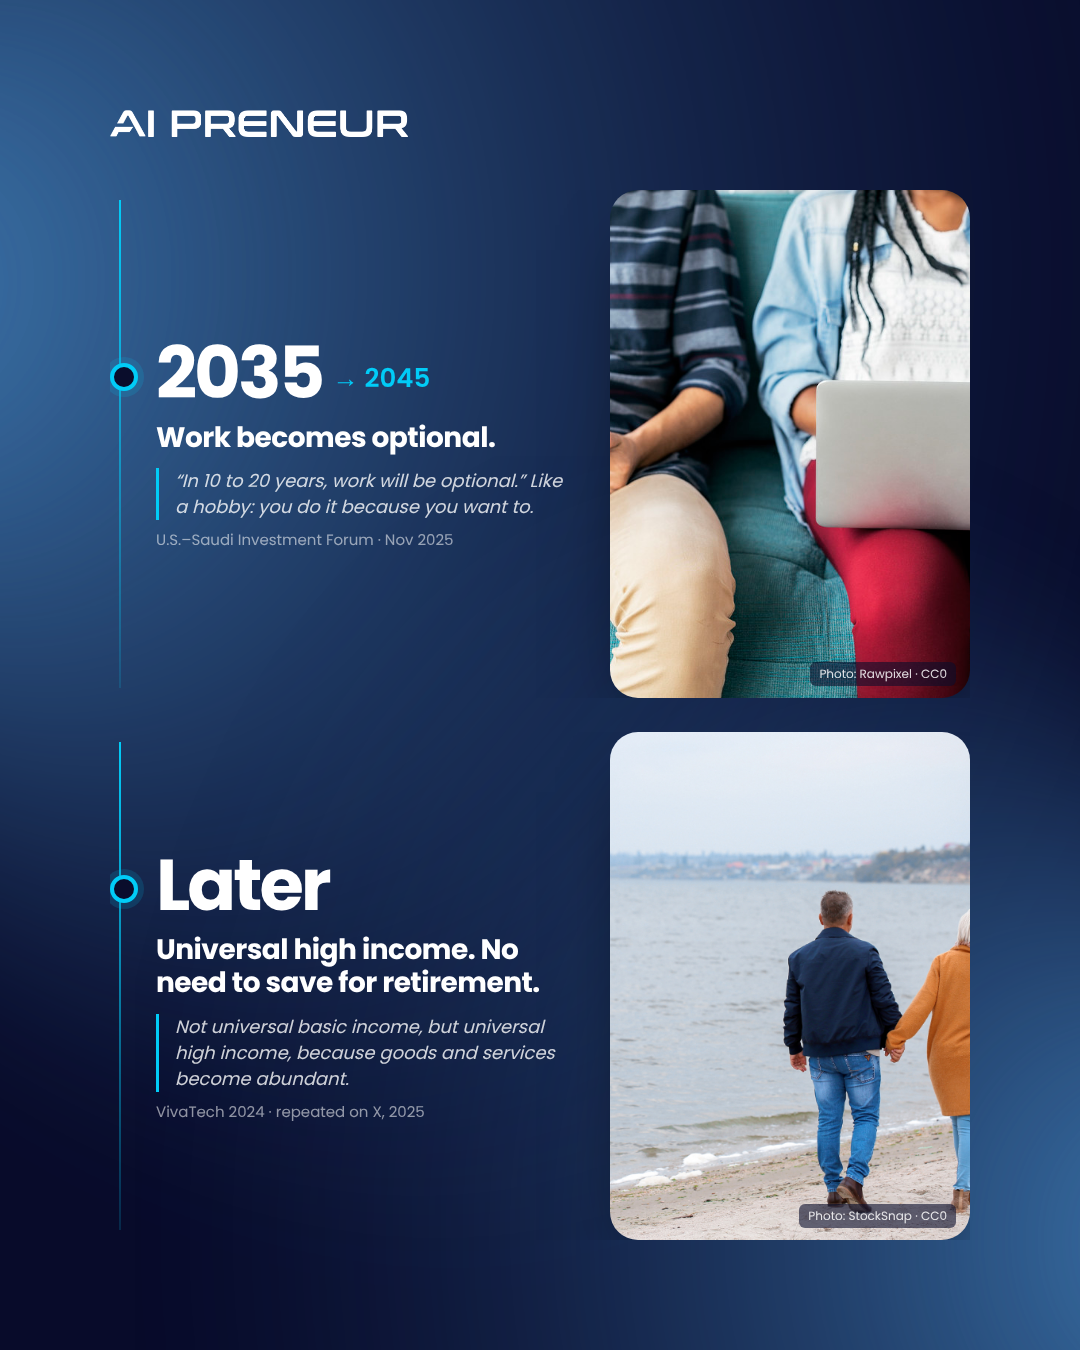 AI PRENEUR
2035 → 2045
Work becomes optional.
“In 10 to 20 years, work will be optional.” Like
a hobby: you do it because you want to.
U.S.–Saudi Investment Forum · Nov 2025
Photo: Rawpixel · CC0
Later
Universal high income. No
need to save for retirement.
Not universal basic income, but universal
high income, because goods and services
become abundant.
VivaTech 2024 · repeated on X, 2025
Photo: StockSnap · CC0